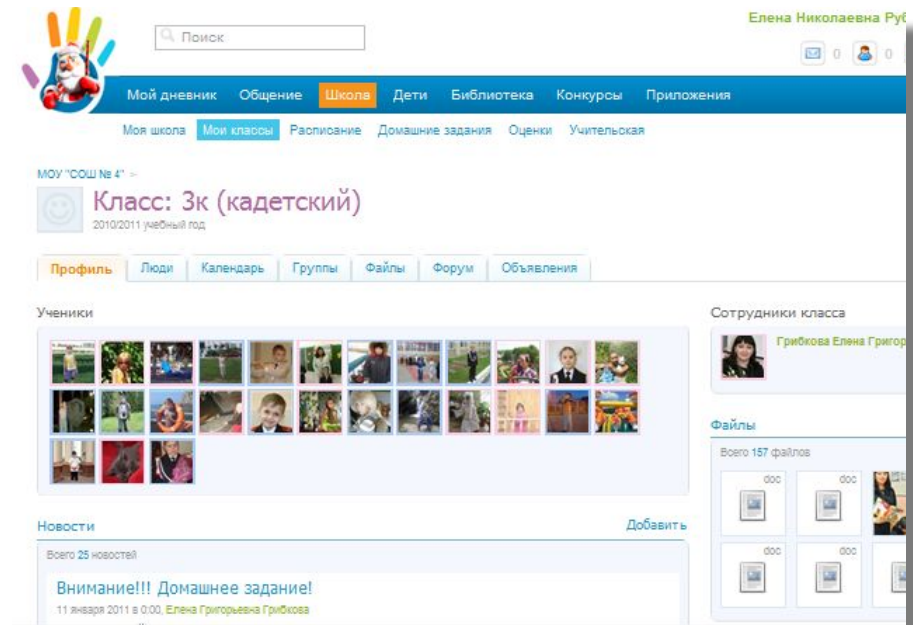 Елена Николаевна Руб
Поиск
0 0
Мой дневник Общение Школа Дети Библиотека Конкурсы Приложения
Моя школа Мои классы Расписание Домашние задания Оценки Учительская
МОУ "СОШ № 4" >
Класс: 3к (кадетский)
2010/2011 учебный год
Профиль Люди Календарь Группы Файлы Форум Объявления
Ученики
Сотрудники класса
Грибкова Елена Григор
Файлы
Всего 157 файлов
doc doc
doc doc
Новости Добавить
Всего 25 новостей
Внимание!!! Домашнее задание!
11 января 2011 в 0:00, Елена Григорьевна Грибкова